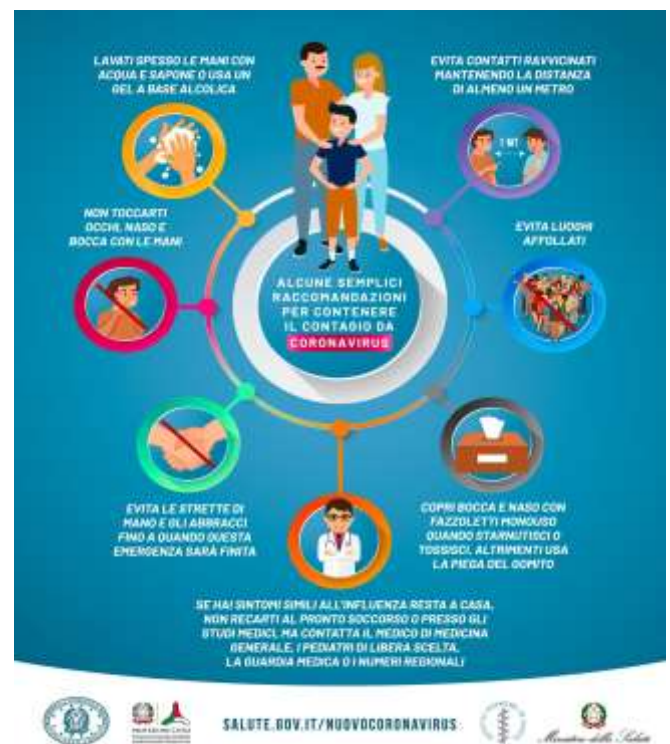 LAVATI SPESSO LE MANI CON
ACQUA E SAPONE O USA UN
GEL A BASE ALCOLICA
EVITA CONTATTI RAVVICINATI
MANTENENDO LA DISTANZA
DI ALMENO UN METRO
1 MT
NON TOCCARTI
OCCHI, NASO E
BOCCA CON LE MANI
EVITA LUOGHI
AFFOLLATI
ALCUNE SEMPLICI
RACCOMANDAZIONI
PER CONTENERE
IL CONTAGIO DA
CORONAVIRUS
EVITA LE STRETTE DI
MANO E GLI ABBRACCI
FINO A QUANDO QUESTA
EMERGENZA SARÀ FINITA
COPRI BOCCA E NASO CON
FAZZOLETTI MONOUSO
QUANDO STARNUTISCI O
TOSSISCI, ALTRIMENTI USA
LA PIEGA DEL GOMITO
SE HAI SINTOMI SIMILI ALL'INFLUENZA RESTA A CASA,
NON RECARTI AL PRONTO SOCCORSO O PRESSO GLI
STUDI MEDICI, MA CONTATTA IL MEDICO DI MEDICINA
GENERALE, I PEDIATRI DI LIBERA SCELTA,
LA GUARDIA MEDICA O I NUMERI REGIONALI
SALUTE.GOV.IT/NUOVOCORONAVIRUS
Ministero della Salute